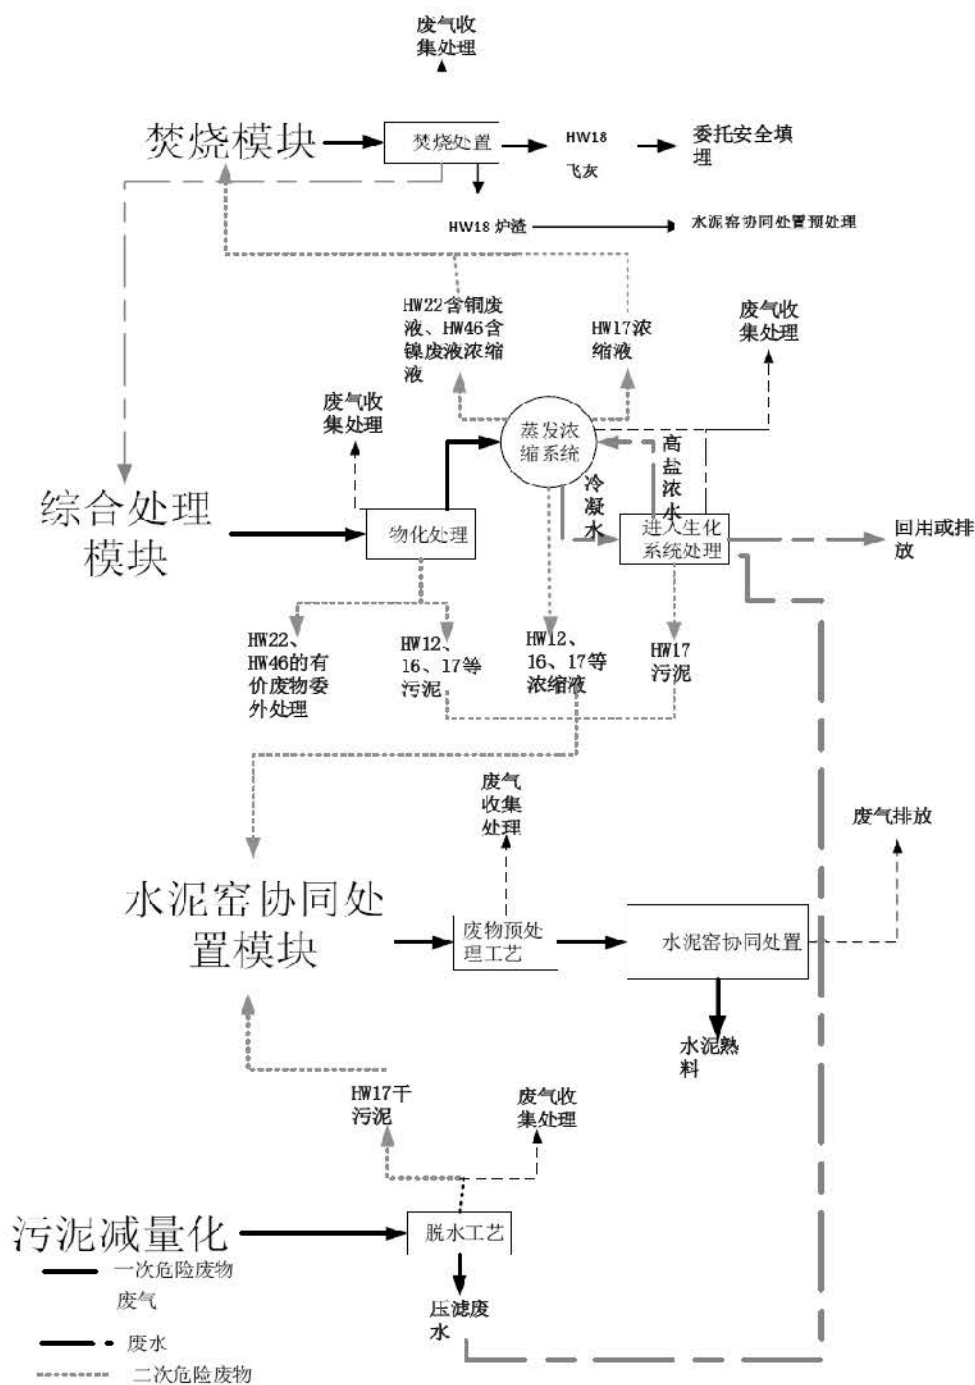 废气收
集处理
焚烧模块
焚烧处置
HW18
飞灰
委托安全填
埋
HW18 炉渣
水泥窑协同处置预处理
HW22含铜废
液、HW46含
镍废液浓缩
液
HW17浓
缩液
废气收
集处理
废气收
集处理
蒸发浓
缩系统
高盐浓水
冷凝水
综合处理
模块
物化处理
进入生化
系统处理
回用或排
放
HW22、
HW46的有
价废物委
外处理
HW12、
16、17等
污泥
HW12、
16、17等
浓缩液
HW17
污泥
废气
收集
处理
废气排放
水泥窑协同处
置模块
废物预处
理工艺
水泥窑协同处置
水泥熟
料
HW17干
污泥
废气收
集处理
污泥减量化
脱水工艺
一次危险废物
废气
压滤废
水
废水
二次危险废物